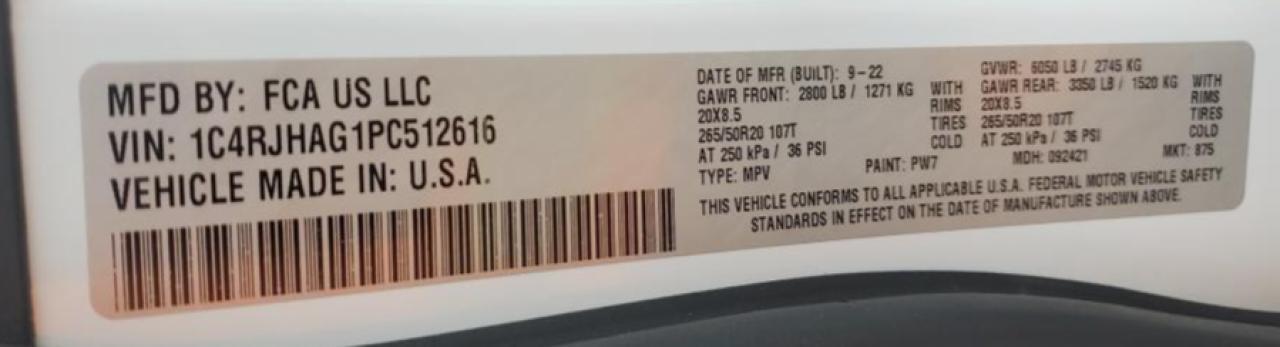 MFD BY: FCA US LLC
VIN: 1C4RJHAG1PC512616
VEHICLE MADE IN: U.S.A.
DATE OF MFR (BUILT): 9-22
GAWR FRONT: 2800 LB / 1271 KG WITH
20X8.5 RIMS
265/50R20 107T TIRES
AT 250 kPa / 36 PSI COLD
GVWR: 6050 LB / 2745 KG
GAWR REAR: 3350 LB / 1520 KG WITH
20X8.5 RIMS
265/50R20 107T TIRES
AT 250 kPa / 36 PSI COLD
TYPE: MPV PAINT: PW7 MDH: 092421 MKT: 875
THIS VEHICLE CONFORMS TO ALL APPLICABLE U.S.A. FEDERAL MOTOR VEHICLE SAFETY
STANDARDS IN EFFECT ON THE DATE OF MANUFACTURE SHOWN ABOVE.